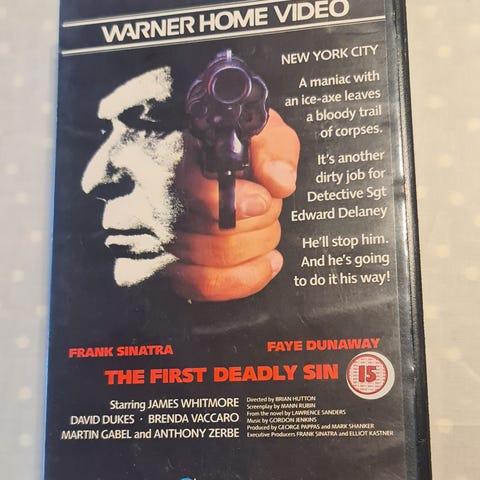 WARNER HOME VIDEO
NEW YORK CITY
A maniac with
an ice-axe leaves
a bloody trail
of corpses.
It's another
dirty job for
Detective Sgt
Edward Delaney
He'll stop him.
And he's going
to do it his way!
FRANK SINATRA FAYE DUNAWAY
THE FIRST DEADLY SIN 15
Starring JAMES WHITMORE
DAVID DUKES · BRENDA VACCARO
MARTIN GABEL and ANTHONY ZERBE
Directed by BRIAN HUTTON
Screenplay by MANN RUBIN
From the novel by LAWRENCE SANDERS
Music by GORDON JENKINS
Produced by GEORGE PAPPAS and MARK SHANKER
Executive Producers FRANK SINATRA and ELLIOT KASTNER